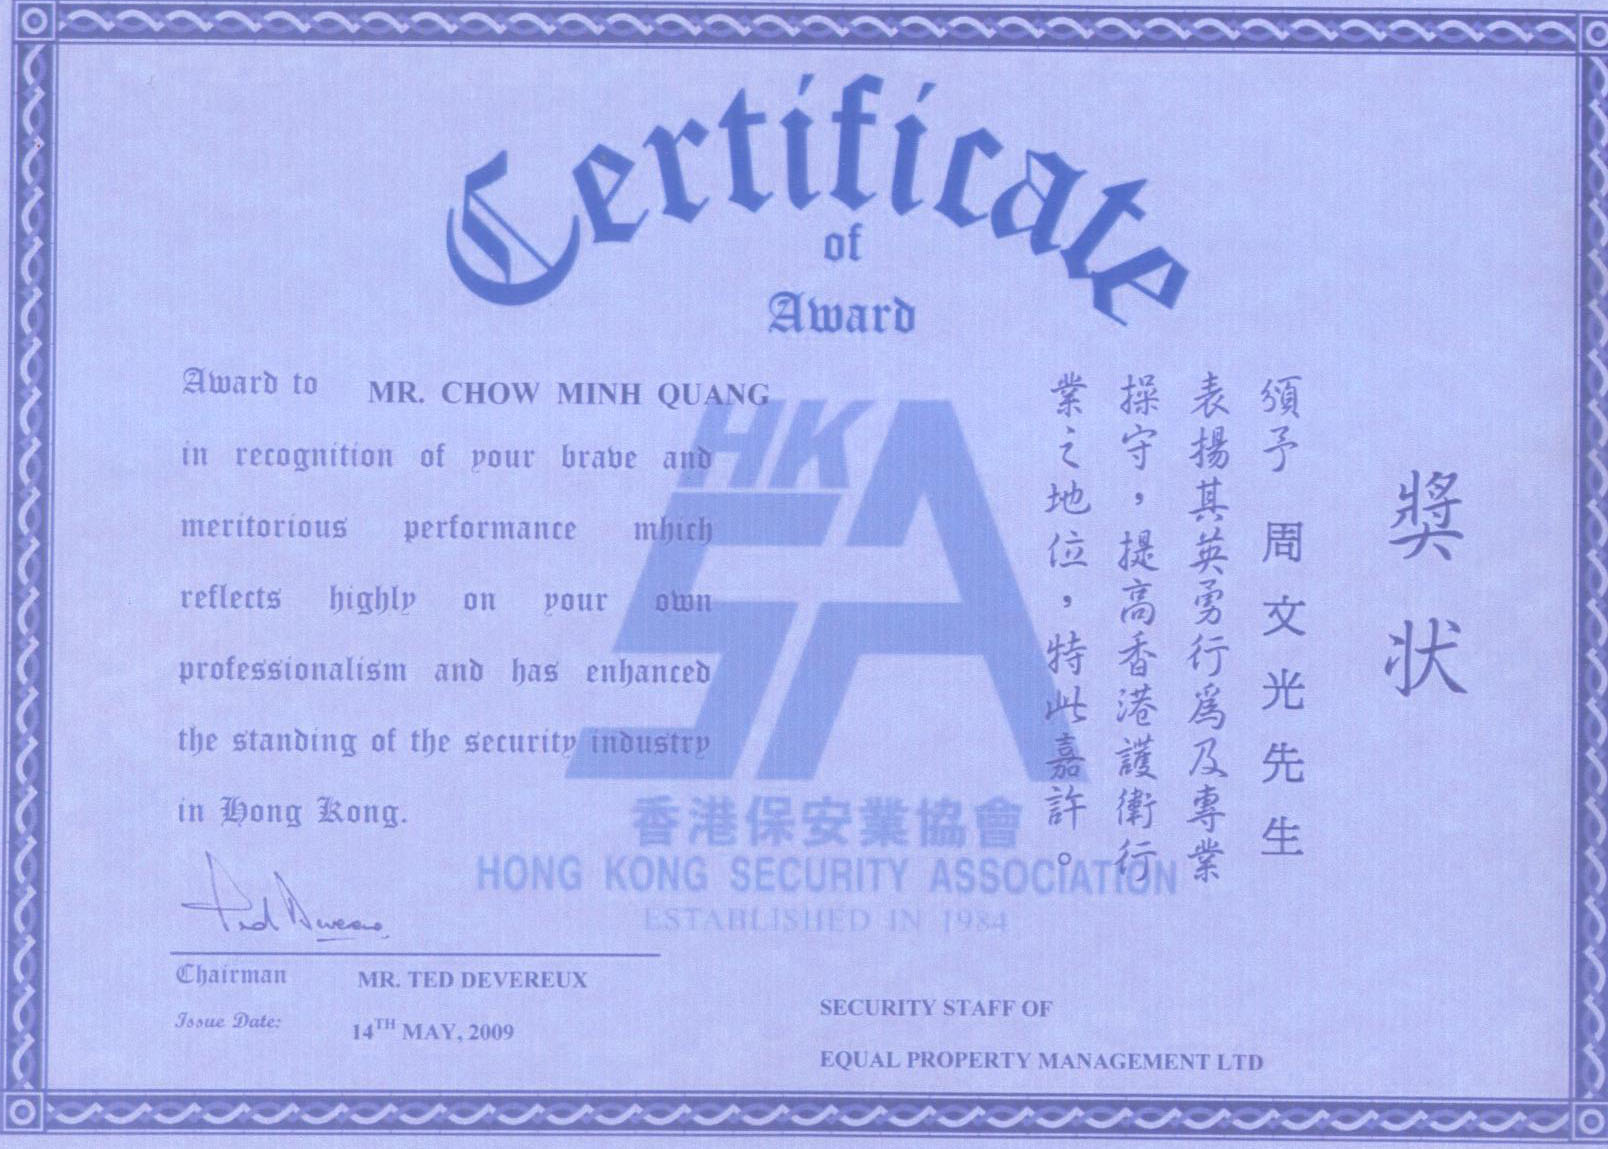 Certificate
of
Award
Award to MR. CHOW MINH QUANG
in recognition of your brave and
meritorious performance which
reflects highly on your own
professionalism and has enhanced
the standing of the security industry
in Hong Kong.
獎狀
頒予 周文光先生
表揚其英勇行為及專業
操守，提高香港護衛行
業之地位，特此嘉許。
HK
SA
香港保安業協會
HONG KONG SECURITY ASSOCIATION
ESTABLISHED IN 1984
Chairman MR. TED DEVEREUX
Issue Date: 14TH MAY, 2009
SECURITY STAFF OF
EQUAL PROPERTY MANAGEMENT LTD